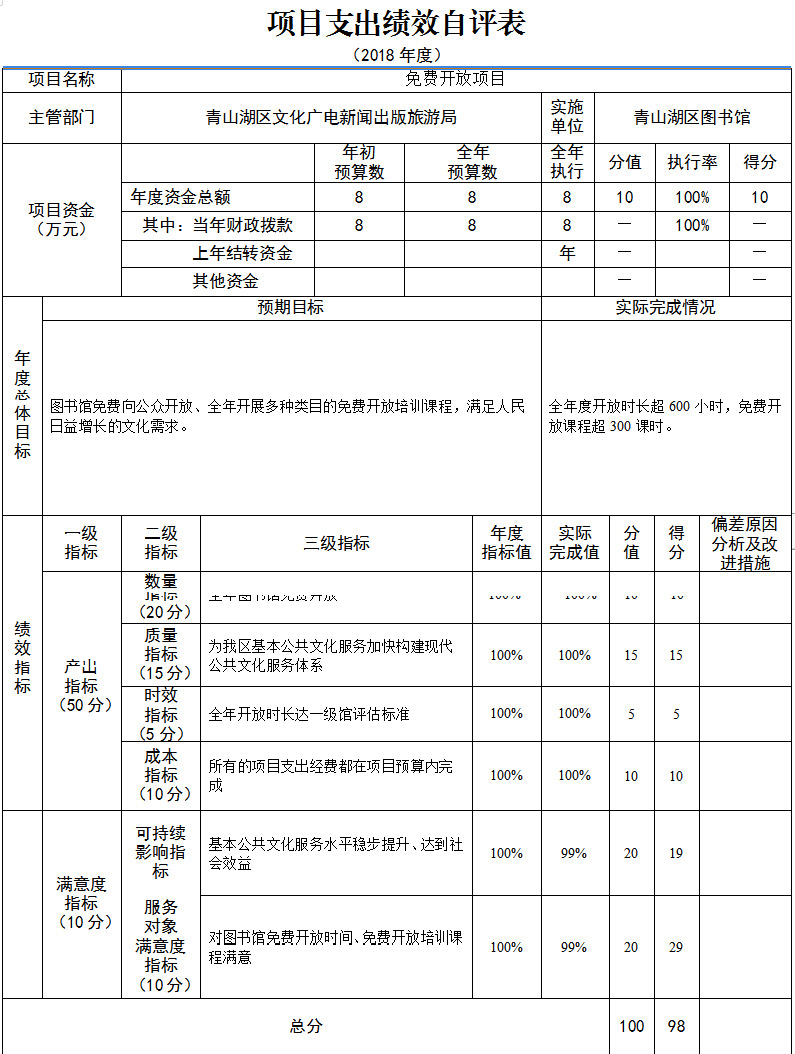 项目支出绩效自评表
（2018 年度）
项目名称 免费开放项目
主管部门 青山湖区文化广电新闻出版旅游局 实施单位 青山湖区图书馆
项目资金（万元） 年初预算数 全年预算数 全年执行 分值 执行率 得分
年度资金总额 8 8 8 10 100% 10
其中：当年财政拨款 8 8 8 — 100% —
上年结转资金 年 — —
其他资金 — —
年度总体目标 预期目标 实际完成情况
图书馆免费向公众开放、全年开展多种类目的免费开放培训课程，满足人民
日益增长的文化需求。
全年度开放时长超 600 小时，免费开
放课程超 300 课时。
绩效指标 一级指标 二级指标 三级指标 年度指标值 实际完成值 分值 得分 偏差原因分析及改进措施
产出指标（50 分）
数量指标（20 分） 全年图书馆免费开放 100% 100%
质量指标（15 分） 为我区基本公共文化服务加快构建现代
公共文化服务体系 100% 100% 15 15
时效指标（5 分） 全年开放时长达一级馆评估标准 100% 100% 5 5
成本指标（10 分） 所有的项目支出经费都在项目预算内完
成 100% 100% 10 10
满意度指标（10 分）
可持续影响指标 基本公共文化服务水平稳步提升、达到社
会效益 100% 99% 20 19
服务对象满意度指标（10 分） 对图书馆免费开放时间、免费开放培训课
程满意 100% 99% 20 29
总分 100 98